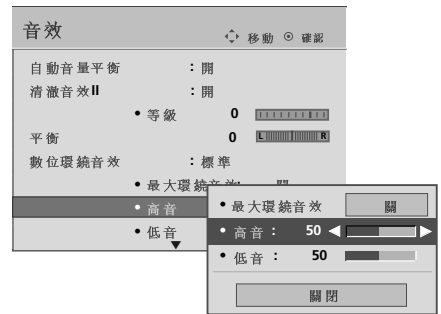 音效
移動 ⊙ 確認
自動音量平衡 : 開
清澈音效II : 開
• 等級 0
平衡 0 L R
數位環繞音效 : 標準
• 最大環繞音效: 關
• 高音
• 低音
• 最大環繞音效 關
• 高音 : 50
• 低音 : 50
關閉